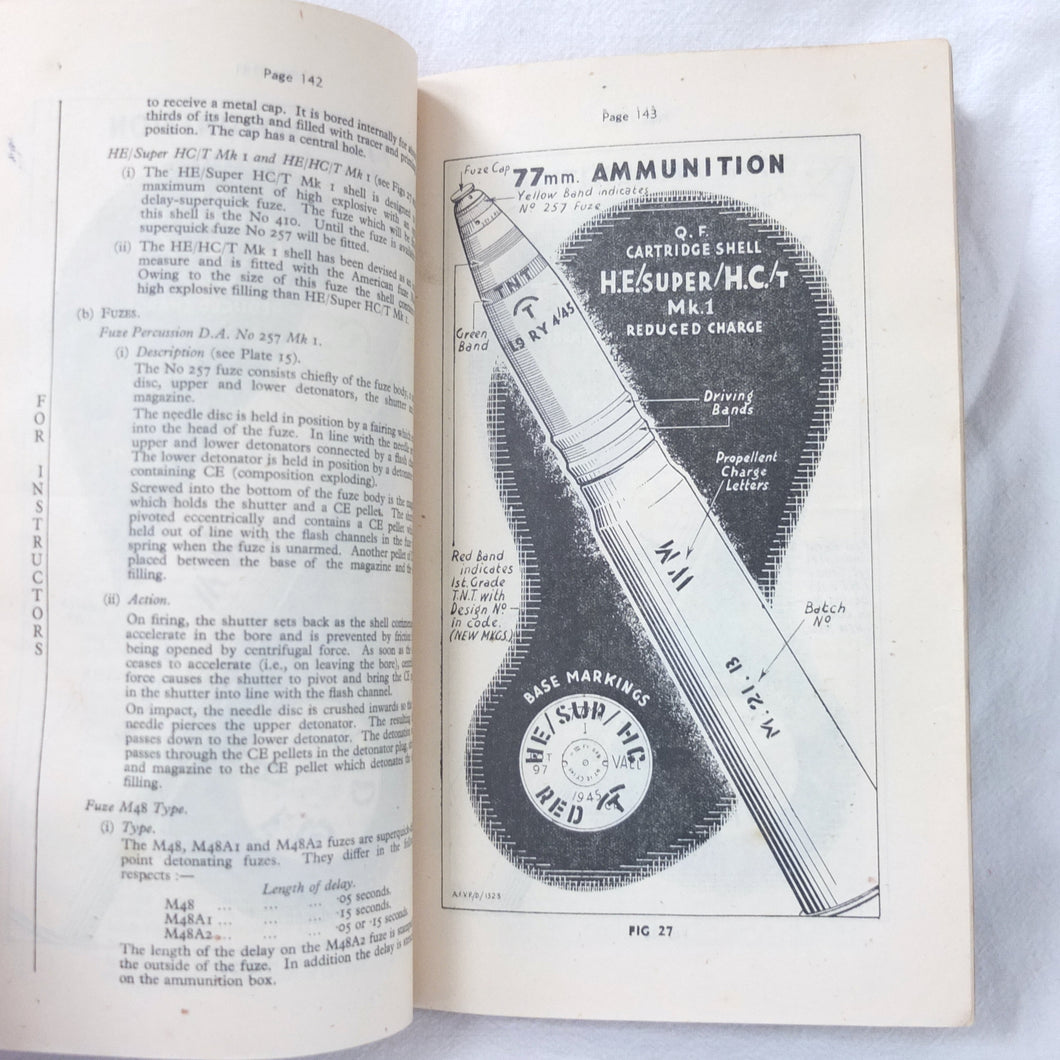 Page 142
to receive a metal cap. It is bored internally for
thirds of its length and filled with tracer and
position. The cap has a central hole.
HE/Super HC/T Mk 1 and HE/HC/T Mk 1 (see Figs
(i) The HE/Super HC/T Mk 1 shell is designed
maximum content of high explosive with
delay-superquick fuze. The fuze which will be
this shell is the No 410. Until the fuze is
superquick fuze No 257 will be fitted.
(ii) The HE/HC/T Mk 1 shell has been devised as an
measure and is fitted with the American fuze
Owing to the size of this fuze the shell
high explosive filling than HE/Super HC/T Mk 1.
(b) FUZES.
Fuze Percussion D.A. No 257 Mk 1.
(i) Description (see Plate 15).
The No 257 fuze consists chiefly of the fuze body,
disc, upper and lower detonators, the shutter
magazine.
The needle disc is held in position by a fairing which
into the head of the fuze. In line with the needle
upper and lower detonators connected by a flash
The lower detonator is held in position by a
containing CE (composition exploding).
Screwed into the bottom of the fuze body is the
which holds the shutter and a CE pellet. The
pivoted eccentrically and contains a CE pellet
held out of line with the flash channels in the
spring when the fuze is unarmed. Another pellet
placed between the base of the magazine and
filling.
(ii) Action.
On firing, the shutter sets back as the shell
accelerate in the bore and is prevented by friction
being opened by centrifugal force. As soon as
ceases to accelerate (i.e., on leaving the bore),
force causes the shutter to pivot and bring the CE
in the shutter into line with the flash channel.
On impact, the needle disc is crushed inwards so
needle pierces the upper detonator. The resulting
passes down to the lower detonator. The detonation
passes through the CE pellets in the detonator plug,
and magazine to the CE pellet which detonates the
filling.
Fuze M48 Type.
(i) Type.
The M48, M48A1 and M48A2 fuzes are
point detonating fuzes. They differ in the
respects :—
Length of delay.
M48 ... ... ... ·05 seconds.
M48A1 ... ... ... ·15 seconds.
M48A2 ... ... ... ·05 or ·15 seconds.
The length of the delay on the M48A2 fuze is
the outside of the fuze. In addition the delay is
on the ammunition box.
FOR INSTRUCTORS
Page 143
77mm. AMMUNITION
Fuze Cap
Yellow Band indicates
Nº 257 Fuze
Q.F.
CARTRIDGE SHELL
H.E/SUPER/H.C./T
Mk.1
REDUCED CHARGE
T.N.T
T
L9 RY 4/45
Green
Band
Driving
Bands
Propellent
Charge
Letters
Red Band
indicates
1st. Grade
T.N.T with
Design Nº
in code.
(NEW MKGS.)
W M
Batch
Nº
M.21.13
BASE MARKINGS
HE/SUP/HC
I
97
1945
RED T
A.F.V.P/D/1323
FIG 27